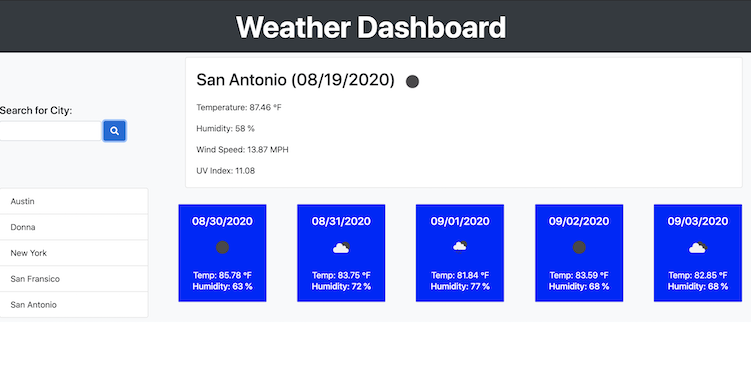 Weather Dashboard
Search for City:
Austin
Donna
New York
San Fransico
San Antonio
San Antonio (08/19/2020)
Temperature: 87.46 °F
Humidity: 58 %
Wind Speed: 13.87 MPH
UV Index: 11.08
08/30/2020
Temp: 85.78 °F
Humidity: 63 %
08/31/2020
Temp: 83.75 °F
Humidity: 72 %
09/01/2020
Temp: 81.84 °F
Humidity: 77 %
09/02/2020
Temp: 83.59 °F
Humidity: 68 %
09/03/2020
Temp: 82.85 °F
Humidity: 68 %